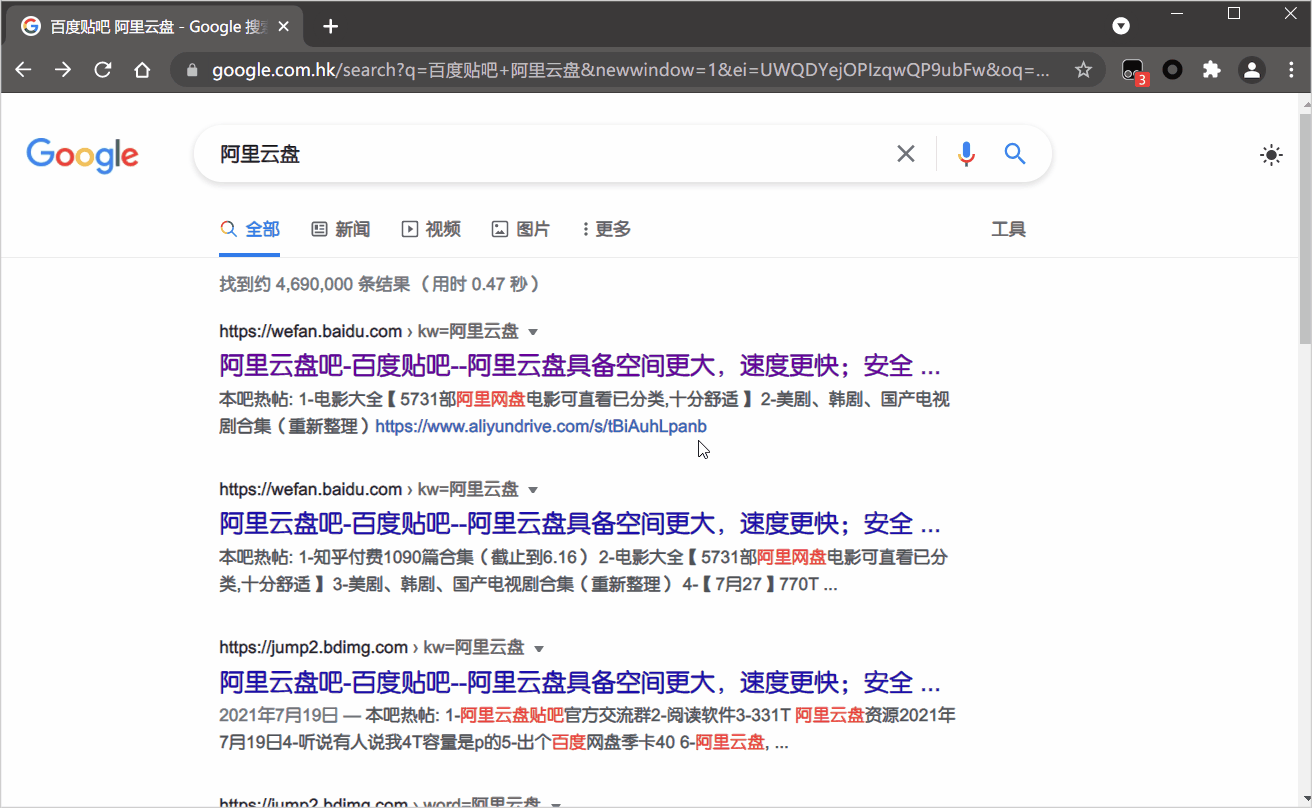 百度贴吧 阿里云盘 - Google 搜
google.com.hk/search?q=百度贴吧+阿里云盘&newwindow=1&ei=UWQDYejOPIzqwQP9ubFw&oq=...
3
Google
阿里云盘
全部
新闻
视频
图片
更多
工具
找到约 4,690,000 条结果 （用时 0.47 秒）
https://wefan.baidu.com › kw=阿里云盘
阿里云盘吧-百度贴吧--阿里云盘具备空间更大，速度更快；安全 ...
本吧热帖: 1-电影大全【 5731部阿里网盘电影可直看已分类,十分舒适 】 2-美剧、韩剧、国产电视
剧合集（重新整理）https://www.aliyundrive.com/s/tBiAuhLpanb
https://wefan.baidu.com › kw=阿里云盘
阿里云盘吧-百度贴吧--阿里云盘具备空间更大，速度更快；安全 ...
本吧热帖: 1-知乎付费1090篇合集（截止到6.16） 2-电影大全【 5731部阿里网盘电影可直看已分
类,十分舒适 】 3-美剧、韩剧、国产电视剧合集（重新整理） 4-【 7月27 】770T ...
https://jump2.bdimg.com › kw=阿里云盘
阿里云盘吧-百度贴吧--阿里云盘具备空间更大，速度更快；安全 ...
2021年7月19日 — 本吧热帖: 1-阿里云盘贴吧官方交流群2-阅读软件3-331T 阿里云盘资源2021年
7月19日4-听说有人说我4T容量是p的5-出个百度网盘季卡40 6-阿里云盘, ...
https://jump2.bdimg.com › word=阿里云盘